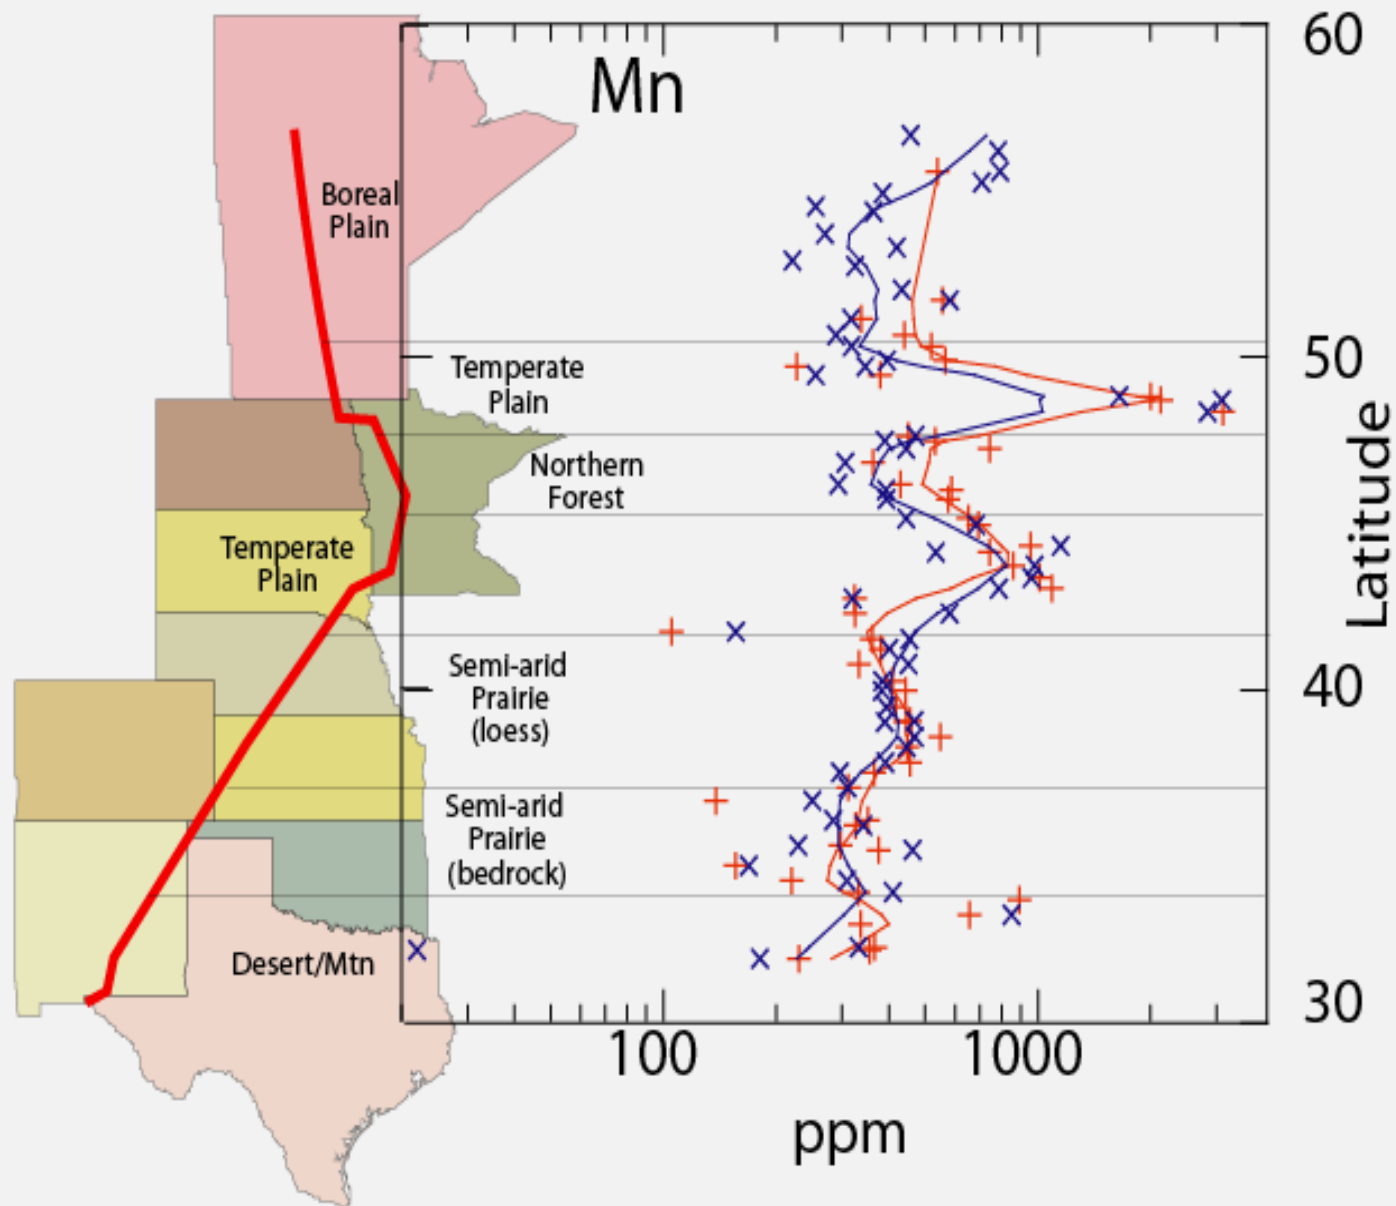 Mn
60
Boreal
Plain
50
Temperate
Plain
Northern
Forest
Temperate
Plain
Latitude
Semi-arid
Prairie
(loess)
40
Semi-arid
Prairie
(bedrock)
Desert/Mtn
30
100
1000
ppm